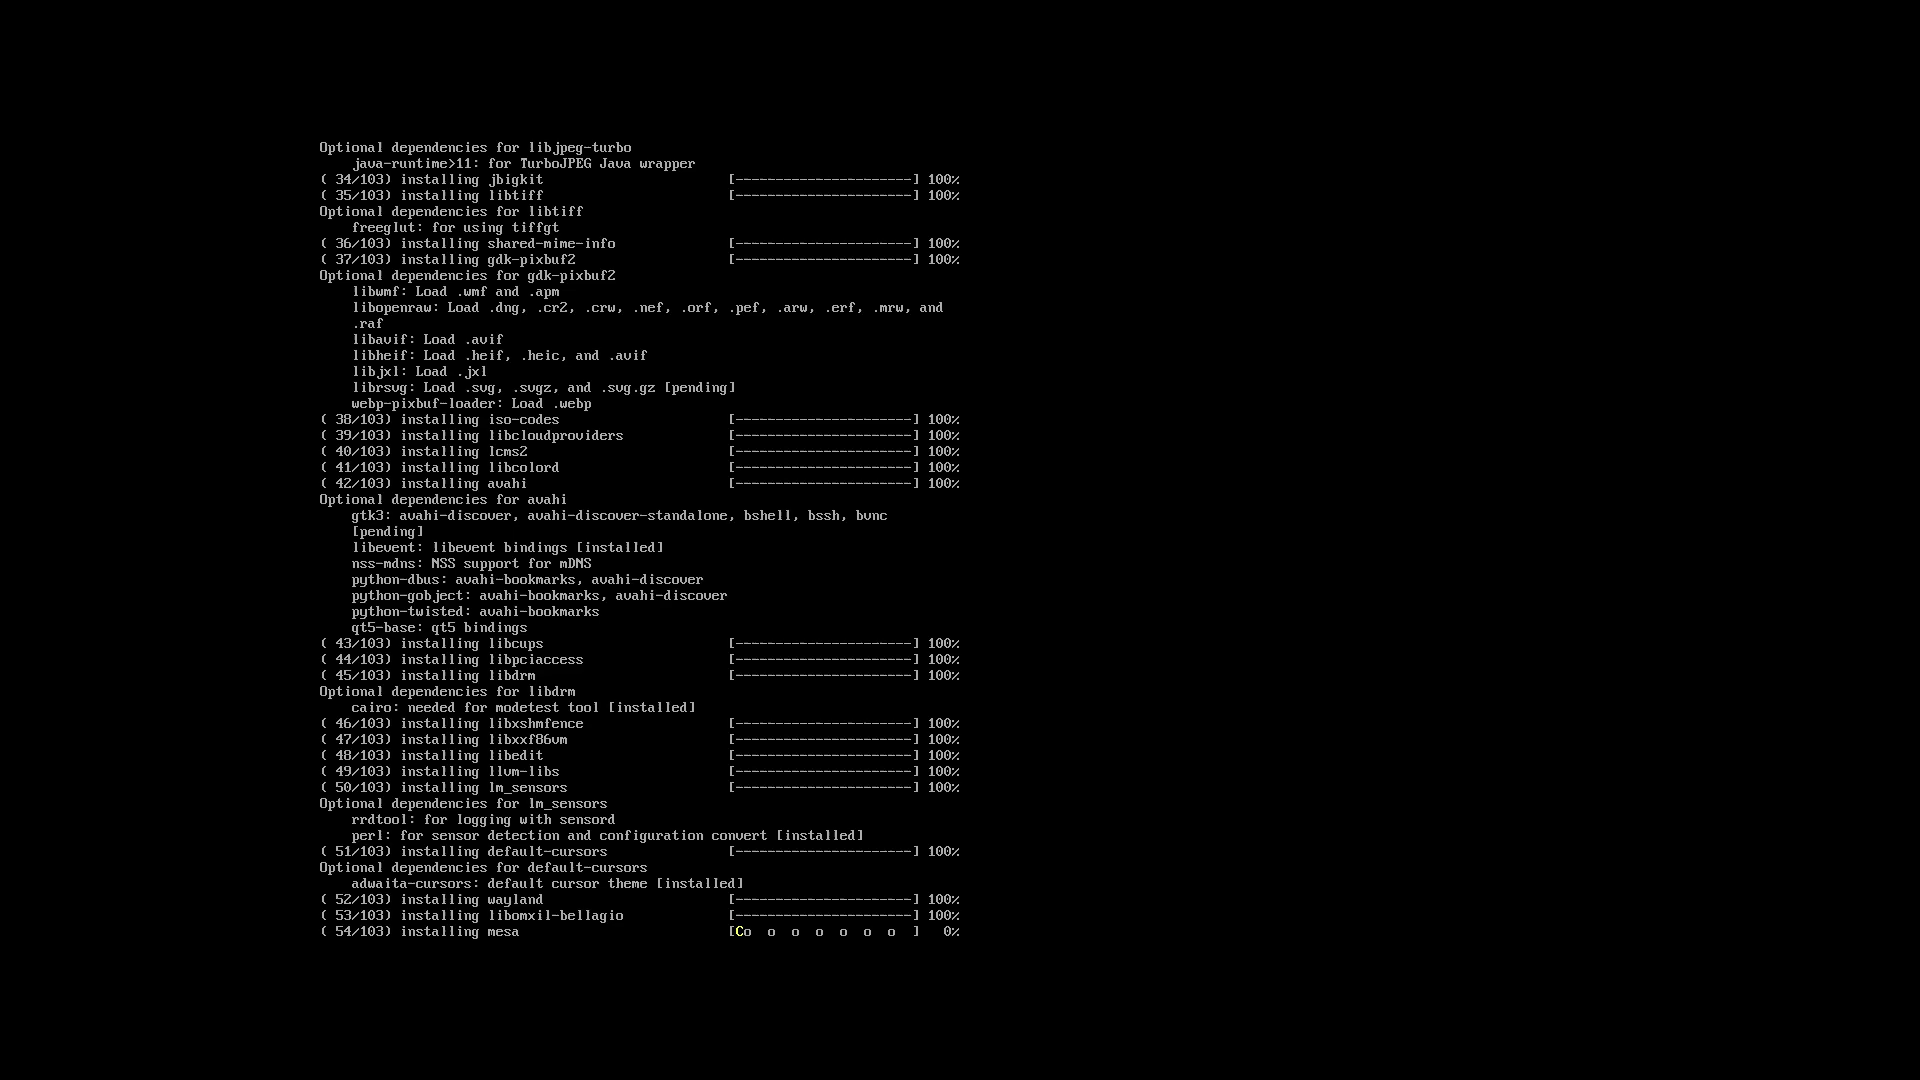 Optional dependencies for libjpeg-turbo
    java-runtime>11: for TurboJPEG Java wrapper
( 34/103) installing jbigkit                       [----------------------] 100%
( 35/103) installing libtiff                       [----------------------] 100%
Optional dependencies for libtiff
    freeglut: for using tiffgt
( 36/103) installing shared-mime-info              [----------------------] 100%
( 37/103) installing gdk-pixbuf2                   [----------------------] 100%
Optional dependencies for gdk-pixbuf2
    libwmf: Load .wmf and .apm
    libopenraw: Load .dng, .cr2, .crw, .nef, .orf, .pef, .arw, .erf, .mrw, and
    .raf
    libavif: Load .avif
    libheif: Load .heif, .heic, and .avif
    libjxl: Load .jxl
    librsvg: Load .svg, .svgz, and .svg.gz [pending]
    webp-pixbuf-loader: Load .webp
( 38/103) installing iso-codes                     [----------------------] 100%
( 39/103) installing libcloudproviders             [----------------------] 100%
( 40/103) installing lcms2                         [----------------------] 100%
( 41/103) installing libcolord                     [----------------------] 100%
( 42/103) installing avahi                         [----------------------] 100%
Optional dependencies for avahi
    gtk3: avahi-discover, avahi-discover-standalone, bshell, bssh, bvnc
    [pending]
    libevent: libevent bindings [installed]
    nss-mdns: NSS support for mDNS
    python-dbus: avahi-bookmarks, avahi-discover
    python-gobject: avahi-bookmarks, avahi-discover
    python-twisted: avahi-bookmarks
    qt5-base: qt5 bindings
( 43/103) installing libcups                       [----------------------] 100%
( 44/103) installing libpciaccess                  [----------------------] 100%
( 45/103) installing libdrm                        [----------------------] 100%
Optional dependencies for libdrm
    cairo: needed for modetest tool [installed]
( 46/103) installing libxshmfence                  [----------------------] 100%
( 47/103) installing libxxf86vm                    [----------------------] 100%
( 48/103) installing libedit                       [----------------------] 100%
( 49/103) installing llvm-libs                     [----------------------] 100%
( 50/103) installing lm_sensors                    [----------------------] 100%
Optional dependencies for lm_sensors
    rrdtool: for logging with sensord
    perl: for sensor detection and configuration convert [installed]
( 51/103) installing default-cursors               [----------------------] 100%
Optional dependencies for default-cursors
    adwaita-cursors: default cursor theme [installed]
( 52/103) installing wayland                       [----------------------] 100%
( 53/103) installing libomxil-bellagio             [----------------------] 100%
( 54/103) installing mesa                          [Co  o  o  o  o  o  o  ]   0%